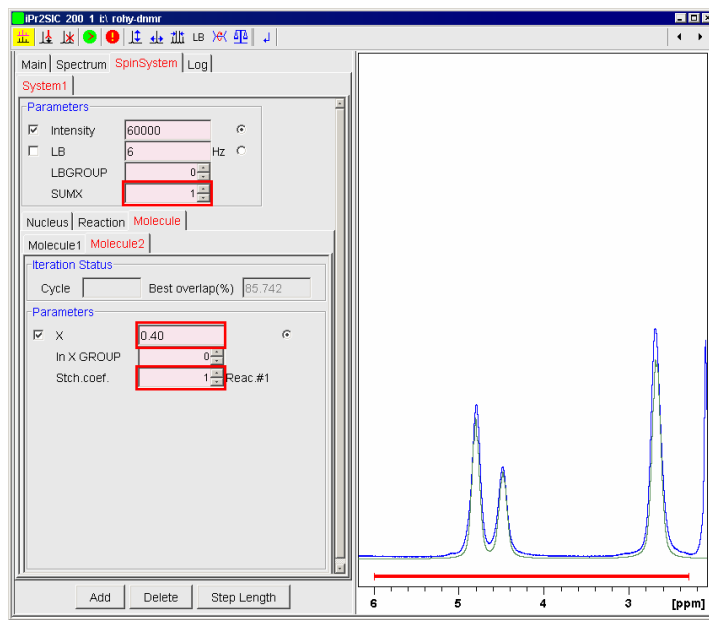 iPr2SIC 200 1 i:\ rohy-dnmr
LB
Main Spectrum SpinSystem Log
System1
Parameters
Intensity 60000
LB 6 Hz
LBGROUP 0
SUMX 1
Nucleus Reaction Molecule
Molecule1 Molecule2
Iteration Status
Cycle Best overlap(%) 85.742
Parameters
X 0.40
In X GROUP 0
Stch.coef. 1 Reac.#1
Add Delete Step Length
6 5 4 3 [ppm]